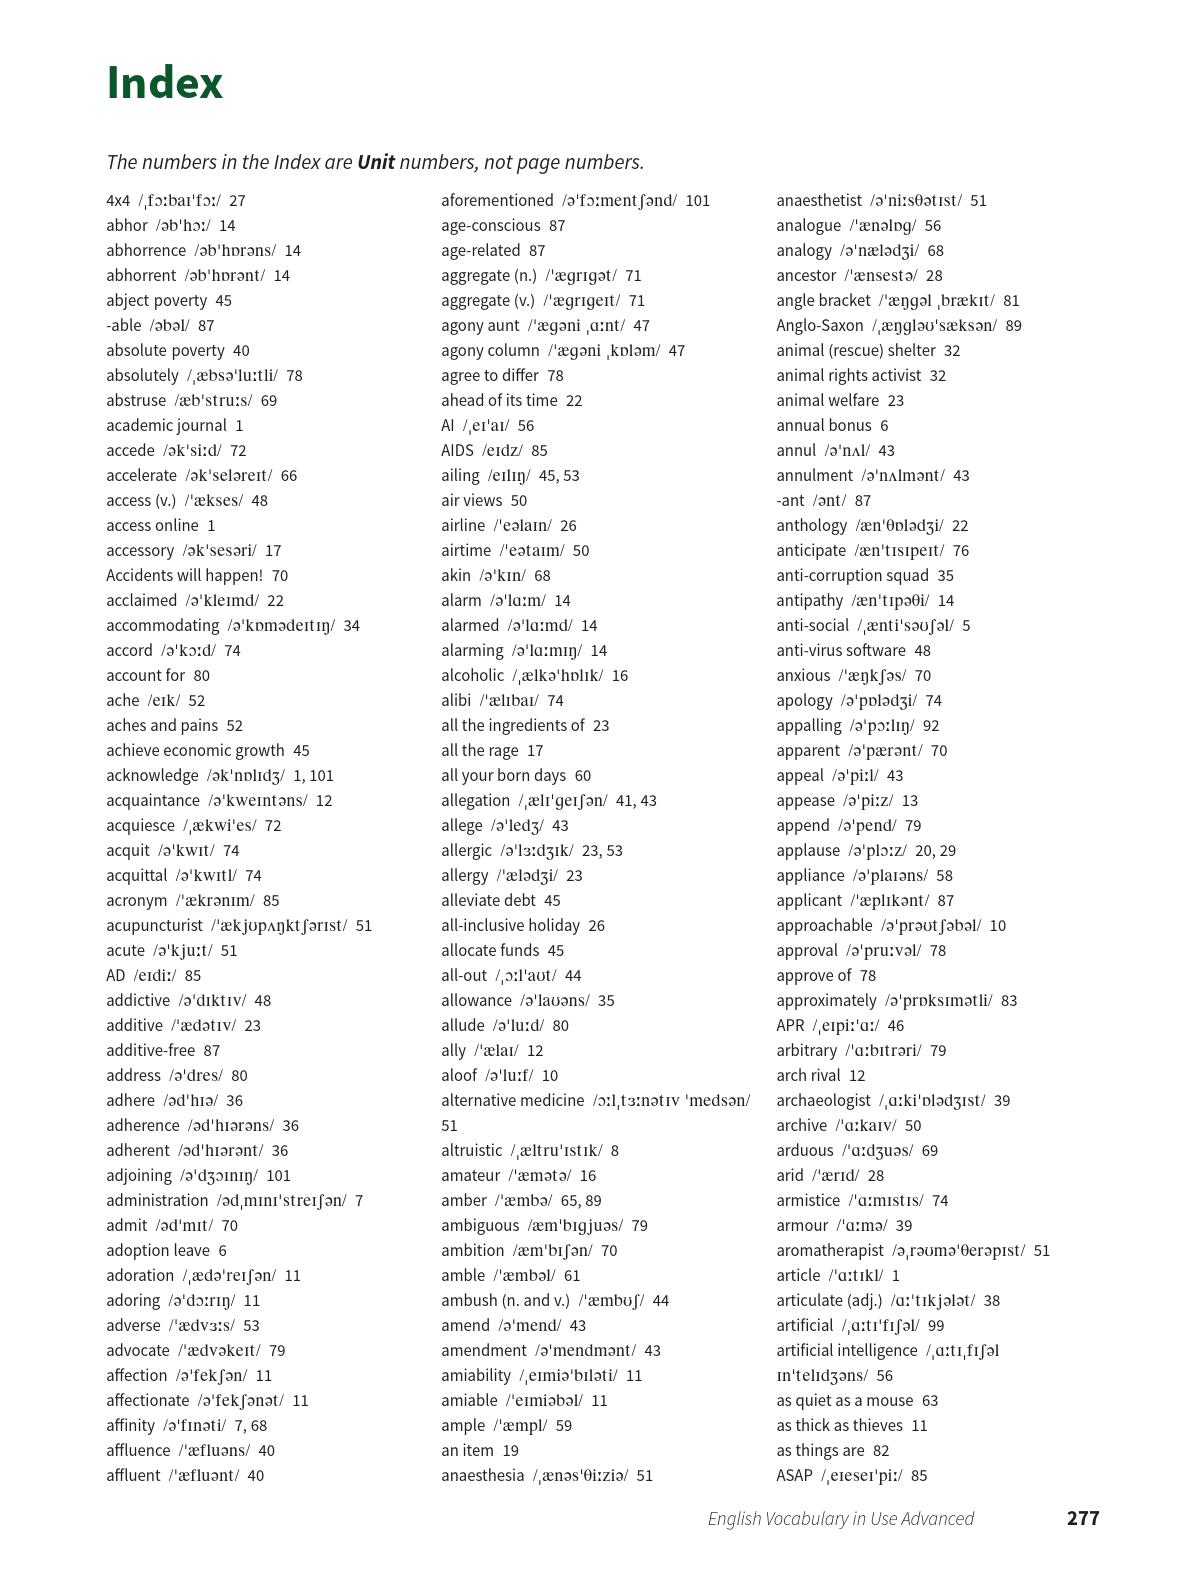 Index
The numbers in the Index are Unit numbers, not page numbers.
4x4 /ˌfɔːbaɪˈfɔː/ 27
abhor /əbˈhɔː/ 14
abhorrence /əbˈhɒrəns/ 14
abhorrent /əbˈhɒrənt/ 14
abject poverty 45
-able /əbəl/ 87
absolute poverty 40
absolutely /ˌæbsəˈluːtli/ 78
abstruse /æbˈstruːs/ 69
academic journal 1
accede /əkˈsiːd/ 72
accelerate /əkˈseləreɪt/ 66
access (v.) /ˈækses/ 48
access online 1
accessory /əkˈsesəri/ 17
Accidents will happen! 70
acclaimed /əˈkleɪmd/ 22
accommodating /əˈkɒmədeɪtɪŋ/ 34
accord /əˈkɔːd/ 74
account for 80
ache /eɪk/ 52
aches and pains 52
achieve economic growth 45
acknowledge /əkˈnɒlɪdʒ/ 1, 101
acquaintance /əˈkweɪntəns/ 12
acquiesce /ˌækwiˈes/ 72
acquit /əˈkwɪt/ 74
acquittal /əˈkwɪtl/ 74
acronym /ˈækrənɪm/ 85
acupuncturist /ˈækjʊpʌŋktʃərɪst/ 51
acute /əˈkjuːt/ 51
AD /eɪdiː/ 85
addictive /əˈdɪktɪv/ 48
additive /ˈædətɪv/ 23
additive-free 87
address /əˈdres/ 80
adhere /ədˈhɪə/ 36
adherence /ədˈhɪərəns/ 36
adherent /ədˈhɪərənt/ 36
adjoining /əˈdʒɔɪnɪŋ/ 101
administration /ədˌmɪnɪˈstreɪʃən/ 7
admit /ədˈmɪt/ 70
adoption leave 6
adoration /ˌædəˈreɪʃən/ 11
adoring /əˈdɔːrɪŋ/ 11
adverse /ˈædvɜːs/ 53
advocate /ˈædvəkeɪt/ 79
affection /əˈfekʃən/ 11
affectionate /əˈfekʃənət/ 11
affinity /əˈfɪnəti/ 7, 68
affluence /ˈæfluəns/ 40
affluent /ˈæfluənt/ 40
aforementioned /əˈfɔːmentʃənd/ 101
age-conscious 87
age-related 87
aggregate (n.) /ˈægrɪgət/ 71
aggregate (v.) /ˈægrɪgeɪt/ 71
agony aunt /ˈægəni ˌɑːnt/ 47
agony column /ˈægəni ˌkɒləm/ 47
agree to differ 78
ahead of its time 22
AI /ˌeɪˈaɪ/ 56
AIDS /eɪdz/ 85
ailing /eɪlɪŋ/ 45, 53
air views 50
airline /ˈeəlaɪn/ 26
airtime /ˈeətaɪm/ 50
akin /əˈkɪn/ 68
alarm /əˈlɑːm/ 14
alarmed /əˈlɑːmd/ 14
alarming /əˈlɑːmɪŋ/ 14
alcoholic /ˌælkəˈhɒlɪk/ 16
alibi /ˈælɪbaɪ/ 74
all the ingredients of 23
all the rage 17
all your born days 60
allegation /ˌælɪˈgeɪʃən/ 41, 43
allege /əˈledʒ/ 43
allergic /əˈlɜːdʒɪk/ 23, 53
allergy /ˈælədʒi/ 23
alleviate debt 45
all-inclusive holiday 26
allocate funds 45
all-out /ˌɔːlˈaʊt/ 44
allowance /əˈlaʊəns/ 35
allude /əˈluːd/ 80
ally /ˈælaɪ/ 12
aloof /əˈluːf/ 10
alternative medicine /ɔːlˌtɜːnətɪv ˈmedsən/
51
altruistic /ˌæltruˈɪstɪk/ 8
amateur /ˈæmətə/ 16
amber /ˈæmbə/ 65, 89
ambiguous /æmˈbɪgjuəs/ 79
ambition /æmˈbɪʃən/ 70
amble /ˈæmbəl/ 61
ambush (n. and v.) /ˈæmbʊʃ/ 44
amend /əˈmend/ 43
amendment /əˈmendmənt/ 43
amiability /ˌeɪmiəˈbɪləti/ 11
amiable /ˈeɪmiəbəl/ 11
ample /ˈæmpl/ 59
an item 19
anaesthesia /ˌænəsˈθiːziə/ 51
anaesthetist /əˈniːsθətɪst/ 51
analogue /ˈænəlɒg/ 56
analogy /əˈnælədʒi/ 68
ancestor /ˈænsestə/ 28
angle bracket /ˈæŋgəl ˌbrækɪt/ 81
Anglo-Saxon /ˌæŋgləʊˈsæksən/ 89
animal (rescue) shelter 32
animal rights activist 32
animal welfare 23
annual bonus 6
annul /əˈnʌl/ 43
annulment /əˈnʌlmənt/ 43
-ant /ənt/ 87
anthology /ænˈθɒlədʒi/ 22
anticipate /ænˈtɪsɪpeɪt/ 76
anti-corruption squad 35
antipathy /ænˈtɪpəθi/ 14
anti-social /ˌæntiˈsəʊʃəl/ 5
anti-virus software 48
anxious /ˈæŋkʃəs/ 70
apology /əˈpɒlədʒi/ 74
appalling /əˈpɔːlɪŋ/ 92
apparent /əˈpærənt/ 70
appeal /əˈpiːl/ 43
appease /əˈpiːz/ 13
append /əˈpend/ 79
applause /əˈplɔːz/ 20, 29
appliance /əˈplaɪəns/ 58
applicant /ˈæplɪkənt/ 87
approachable /əˈprəʊtʃəbəl/ 10
approval /əˈpruːvəl/ 78
approve of 78
approximately /əˈprɒksɪmətli/ 83
APR /ˌeɪpiːˈɑː/ 46
arbitrary /ˈɑːbɪtrəri/ 79
arch rival 12
archaeologist /ˌɑːkiˈɒlədʒɪst/ 39
archive /ˈɑːkaɪv/ 50
arduous /ˈɑːdʒuəs/ 69
arid /ˈærɪd/ 28
armistice /ˈɑːmɪstɪs/ 74
armour /ˈɑːmə/ 39
aromatherapist /əˌrəʊməˈθerəpɪst/ 51
article /ˈɑːtɪkl/ 1
articulate (adj.) /ɑːˈtɪkjələt/ 38
artificial /ˌɑːtɪˈfɪʃəl/ 99
artificial intelligence /ˌɑːtɪˌfɪʃəl
ɪnˈtelɪdʒəns/ 56
as quiet as a mouse 63
as thick as thieves 11
as things are 82
ASAP /ˌeɪeseɪˈpiː/ 85
English Vocabulary in Use Advanced 277